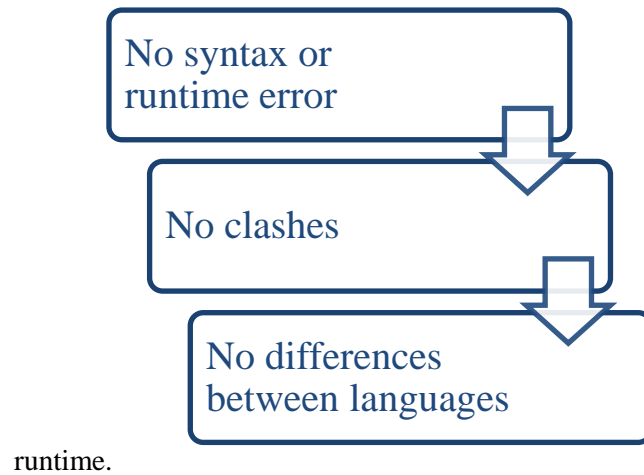 No syntax or
runtime error
No clashes
No differences
between languages
runtime.